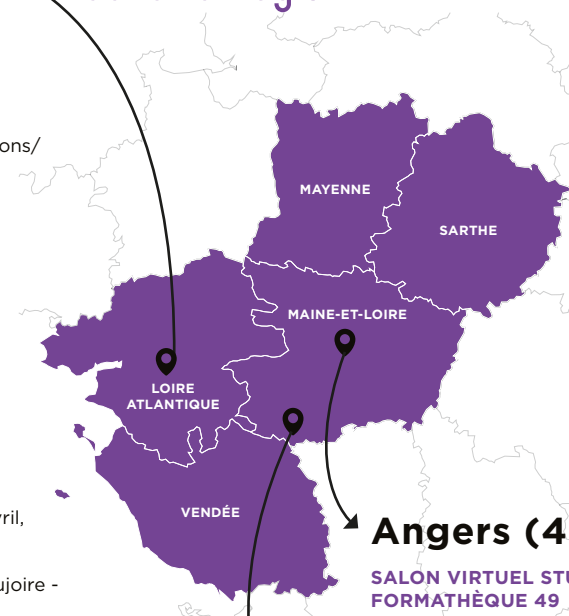 ons/
MAYENNE
SARTHE
MAINE-ET-LOIRE
LOIRE
ATLANTIQUE
VENDÉE
ril,
ujoire -
Angers (4
SALON VIRTUEL STU
FORMATHÈQUE 49